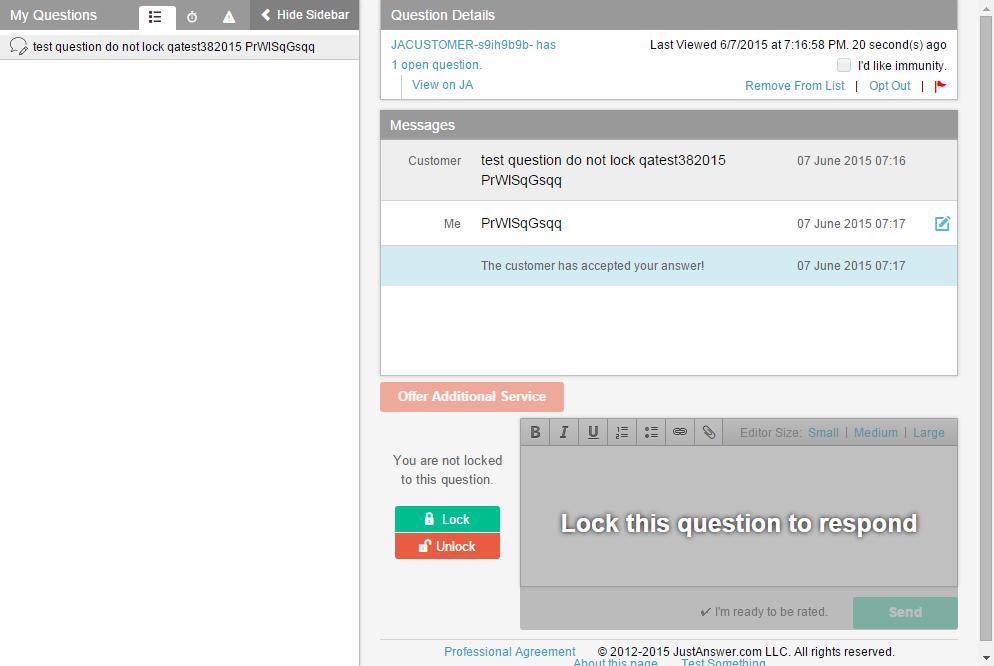 My Questions
Hide Sidebar
test question do not lock qatest382015 PrWlSqGsqq
Question Details
JACUSTOMER-s9ih9b9b- has
1 open question.
View on JA
Last Viewed 6/7/2015 at 7:16:58 PM. 20 second(s) ago
I'd like immunity.
Remove From List | Opt Out |
Messages
Customer test question do not lock qatest382015 07 June 2015 07:16
PrWlSqGsqq
Me PrWlSqGsqq 07 June 2015 07:17
The customer has accepted your answer! 07 June 2015 07:17
Offer Additional Service
B I U Editor Size: Small | Medium | Large
You are not locked
to this question.
Lock
Unlock
Lock this question to respond
✔ I'm ready to be rated.
Send
Professional Agreement © 2012-2015 JustAnswer.com LLC. All rights reserved.
About this page Test Something